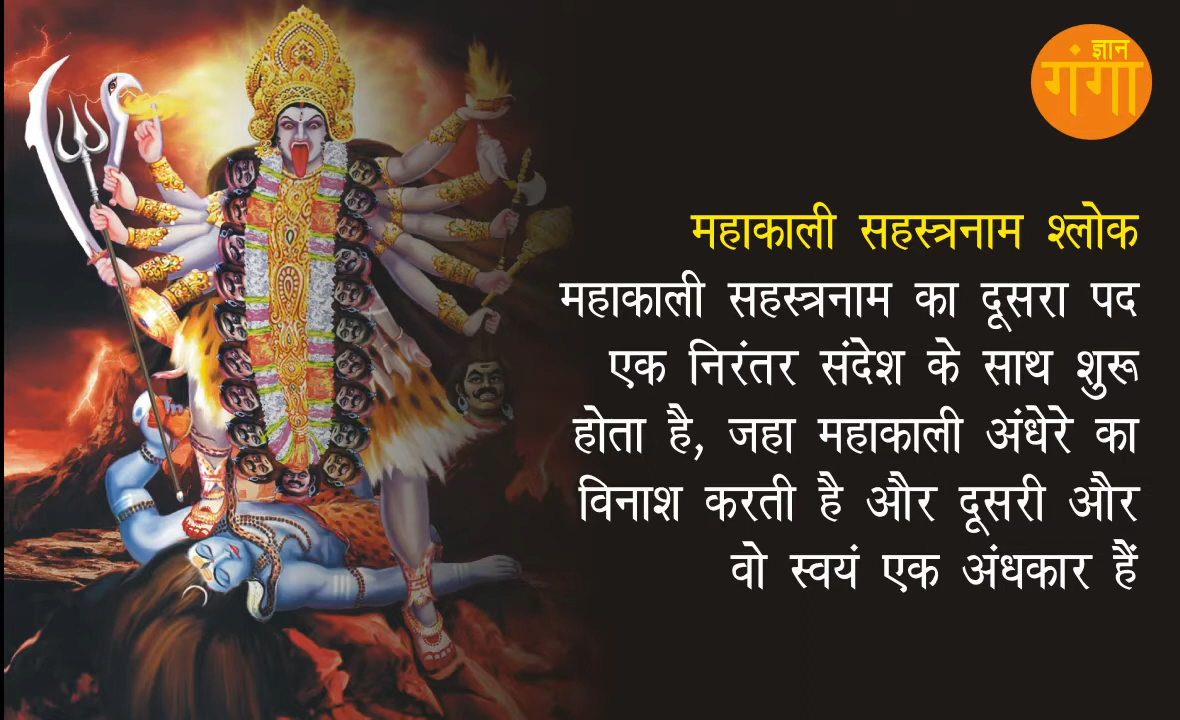 ज्ञान
गंगा
महाकाली सहस्त्रनाम श्लोक
महाकाली सहस्त्रनाम का दूसरा पद
एक निरंतर संदेश के साथ शुरू
होता है, जहा महाकाली अंधेरे का
विनाश करती है और दूसरी और
वो स्वयं एक अंधकार हैं